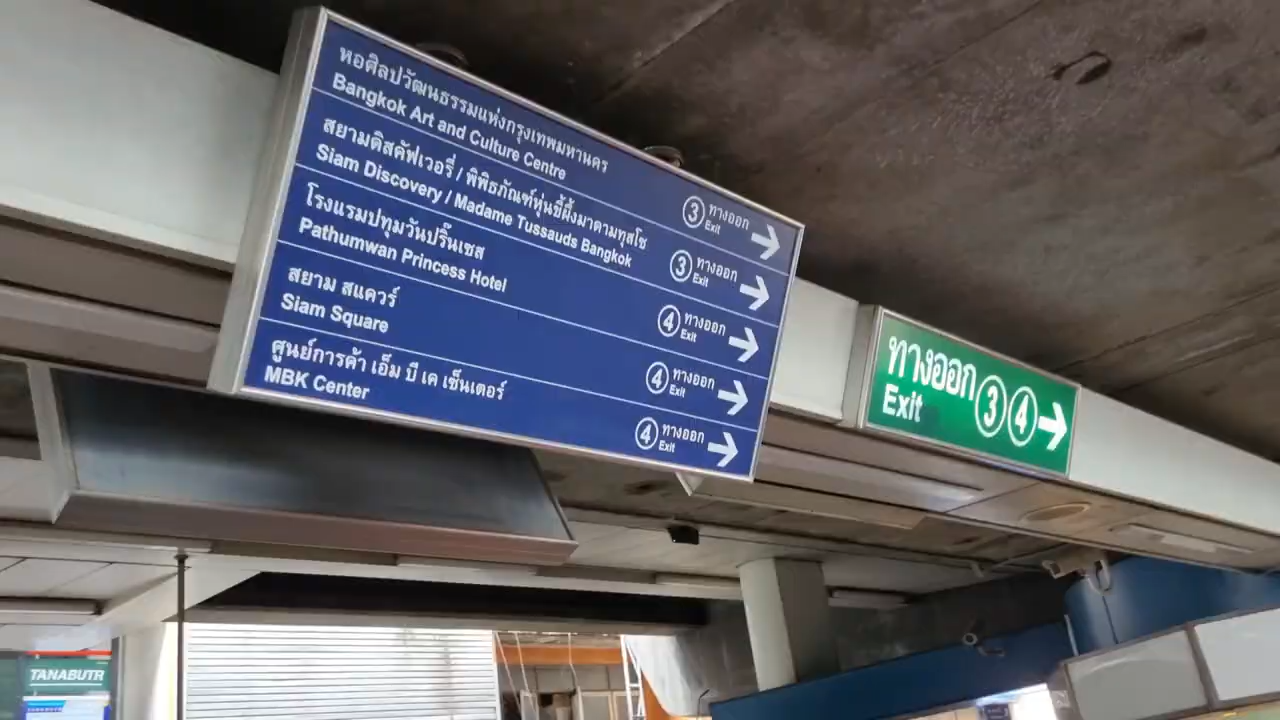 หอศิลปวัฒนธรรมแห่งกรุงเทพมหานคร
Bangkok Art and Culture Centre
3 ทางออก
Exit
สยามดิสคัฟเวอรี่ / พิพิธภัณฑ์หุ่นขี้ผึ้งมาดามทุสโซ
Siam Discovery / Madame Tussauds Bangkok
3 ทางออก
Exit
โรงแรมปทุมวันปริ๊นเซส
Pathumwan Princess Hotel
4 ทางออก
Exit
สยาม สแควร์
Siam Square
4 ทางออก
Exit
ศูนย์การค้า เอ็ม บี เค เซ็นเตอร์
MBK Center
4 ทางออก
Exit
ทางออก 3 4
Exit
TANABUTR